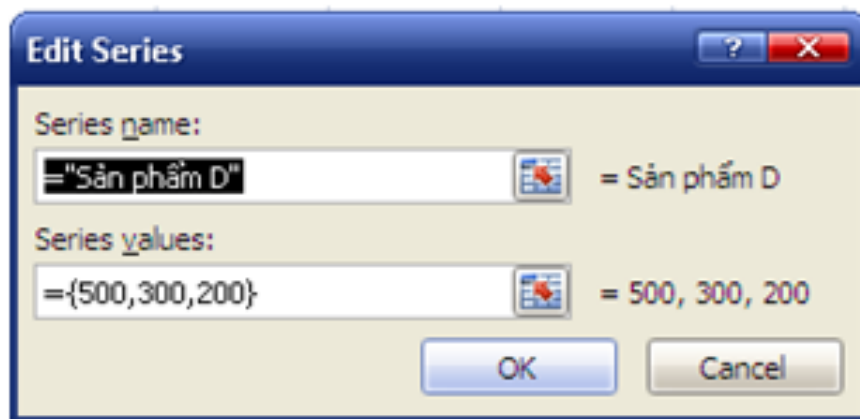 Edit Series
Series name:
="Sản phẩm D" = Sản phẩm D
Series values:
={500,300,200} = 500, 300, 200
OK Cancel